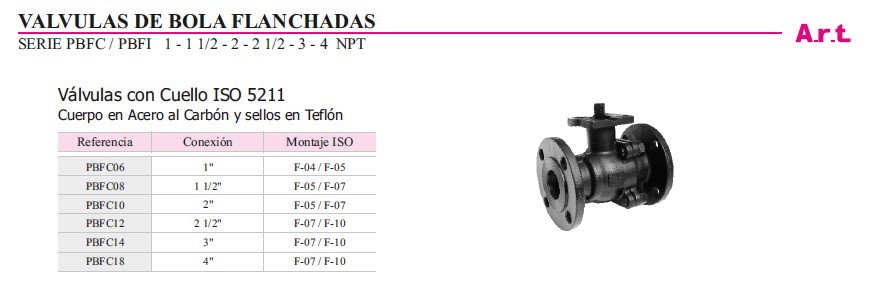 VALVULAS DE BOLA FLANCHADAS
SERIE PBFC / PBFI 1 - 1 1/2 - 2 - 2 1/2 - 3 - 4 NPT
A.r.t.
Válvulas con Cuello ISO 5211
Cuerpo en Acero al Carbón y sellos en Teflón
Referencia Conexión Montaje ISO
PBFC06 1" F-04 / F-05
PBFC08 1 1/2" F-05 / F-07
PBFC10 2" F-05 / F-07
PBFC12 2 1/2" F-07 / F-10
PBFC14 3" F-07 / F-10
PBFC18 4" F-07 / F-10